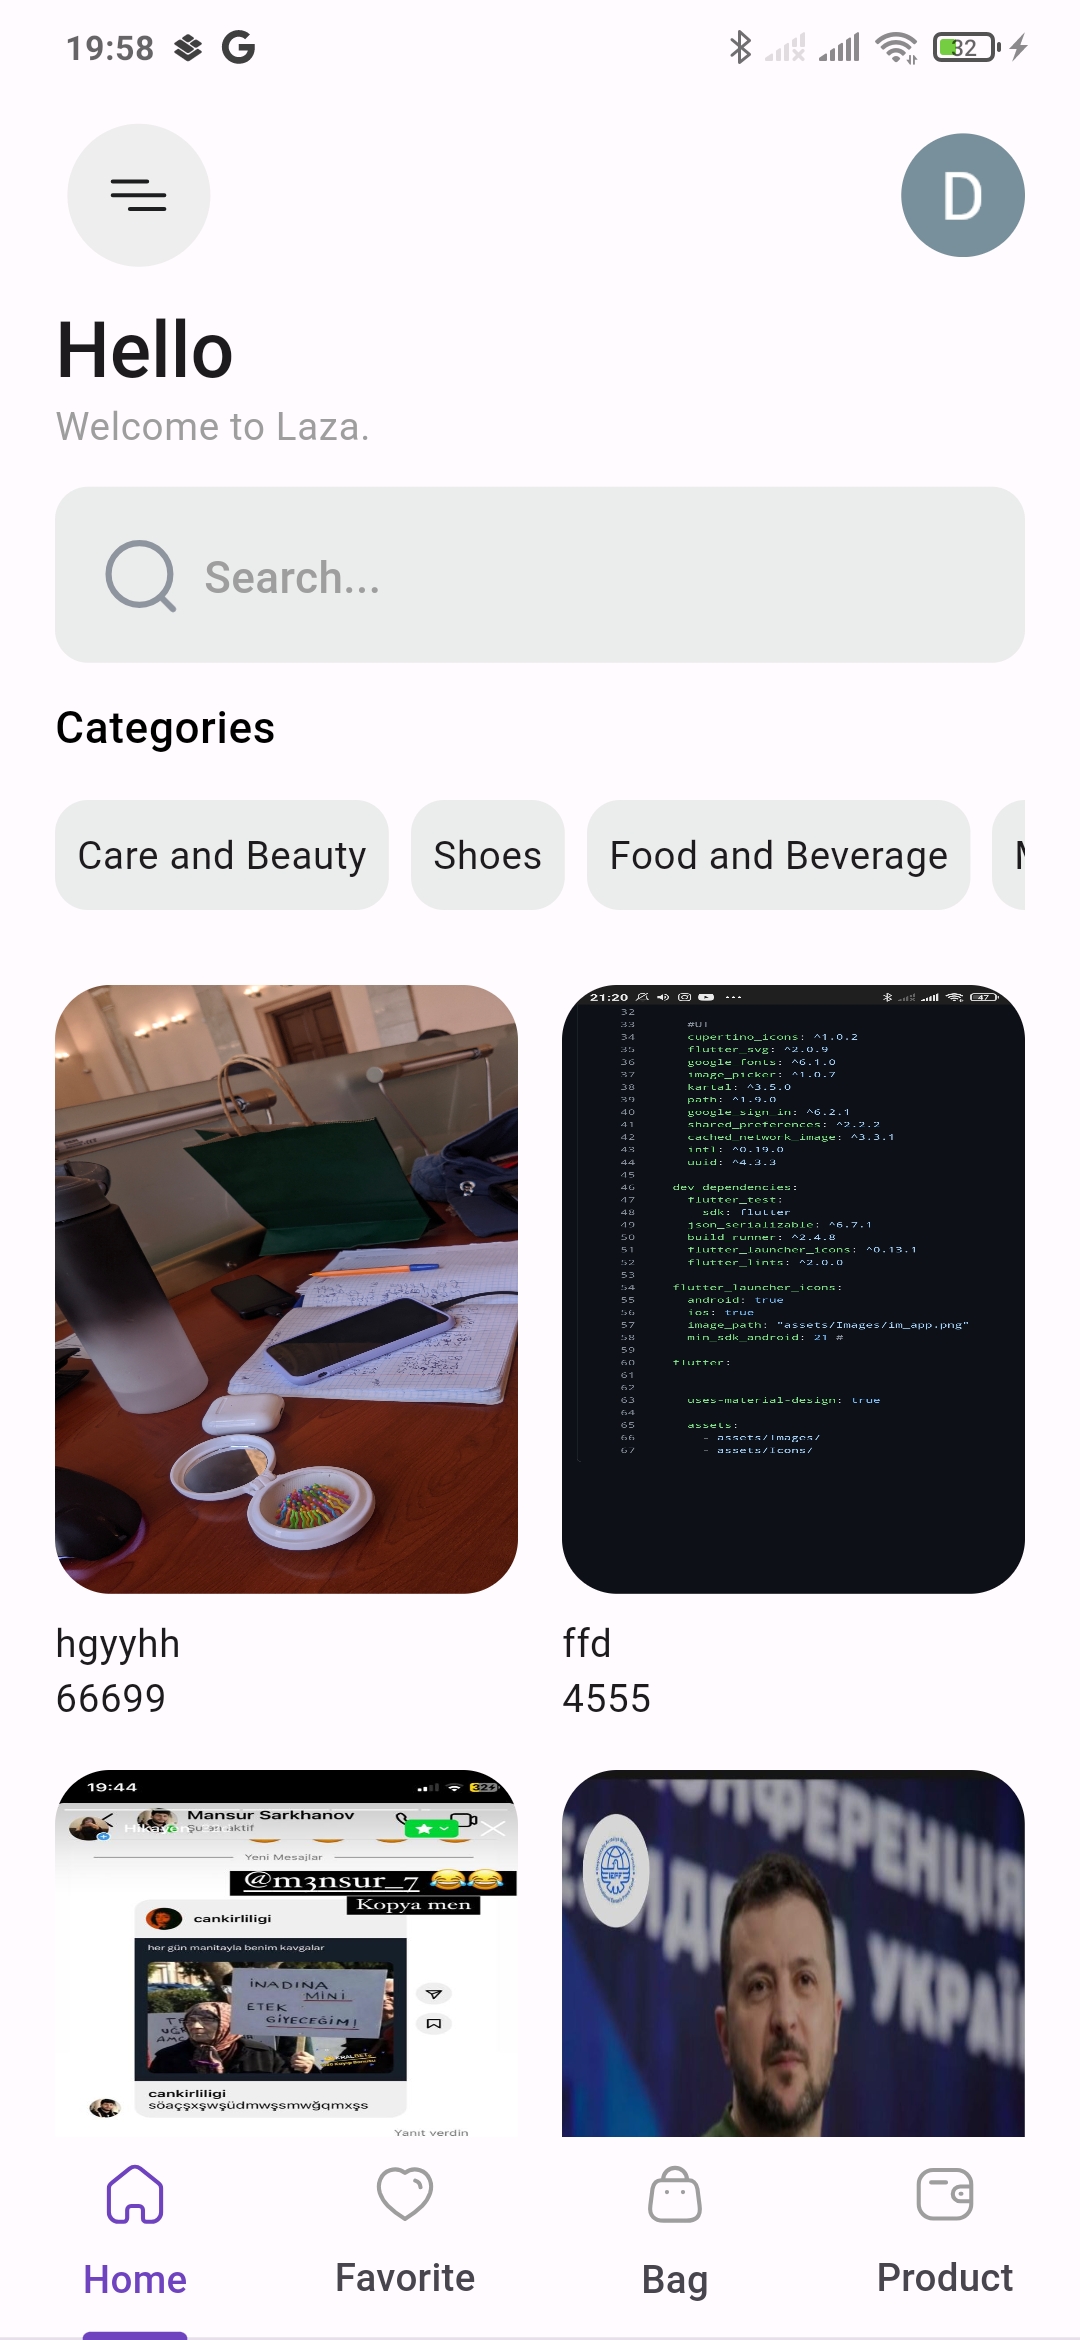 19:58
32
D
Hello
Welcome to Laza.
Search...
Categories
Care and Beauty Shoes Food and Beverage
21:20
47
32
33 #UI
34 cupertino_icons: ^1.0.2
35 flutter_svg: ^2.0.9
36 google_fonts: ^6.1.0
37 image_picker: ^1.0.7
38 kartal: ^3.5.0
39 path: ^1.9.0
40 google_sign_in: ^6.2.1
41 shared_preferences: ^2.2.2
42 cached_network_image: ^3.3.1
43 intl: ^0.19.0
44 uuid: ^4.3.3
45
46 dev_dependencies:
47 flutter_test:
48 sdk: flutter
49 json_serializable: ^6.7.1
50 build_runner: ^2.4.8
51 flutter_launcher_icons: ^0.13.1
52 flutter_lints: ^2.0.0
53
54 flutter_launcher_icons:
55 android: true
56 ios: true
57 image_path: "assets/Images/im_app.png"
58 min_sdk_android: 21 #
59
60 flutter:
61
62
63 uses-material-design: true
64
65 assets:
66 - assets/Images/
67 - assets/Icons/
hgyyhh
66699
ffd
4555
19:44
32
Mansur Sarkhanov
Yeni Mesajlar
@m3nsur_7 😂😂
Kopya men
cankirliligi
her gün manitayla benim kavgalar
İNADINA
MİNİ
ETEK
GİYECEĞİM!
cankirliligi
söaçşxşwşüdmwşsmwğqmxşs
Yanıt verdin
УКРАЇ
Home
Favorite
Bag
Product